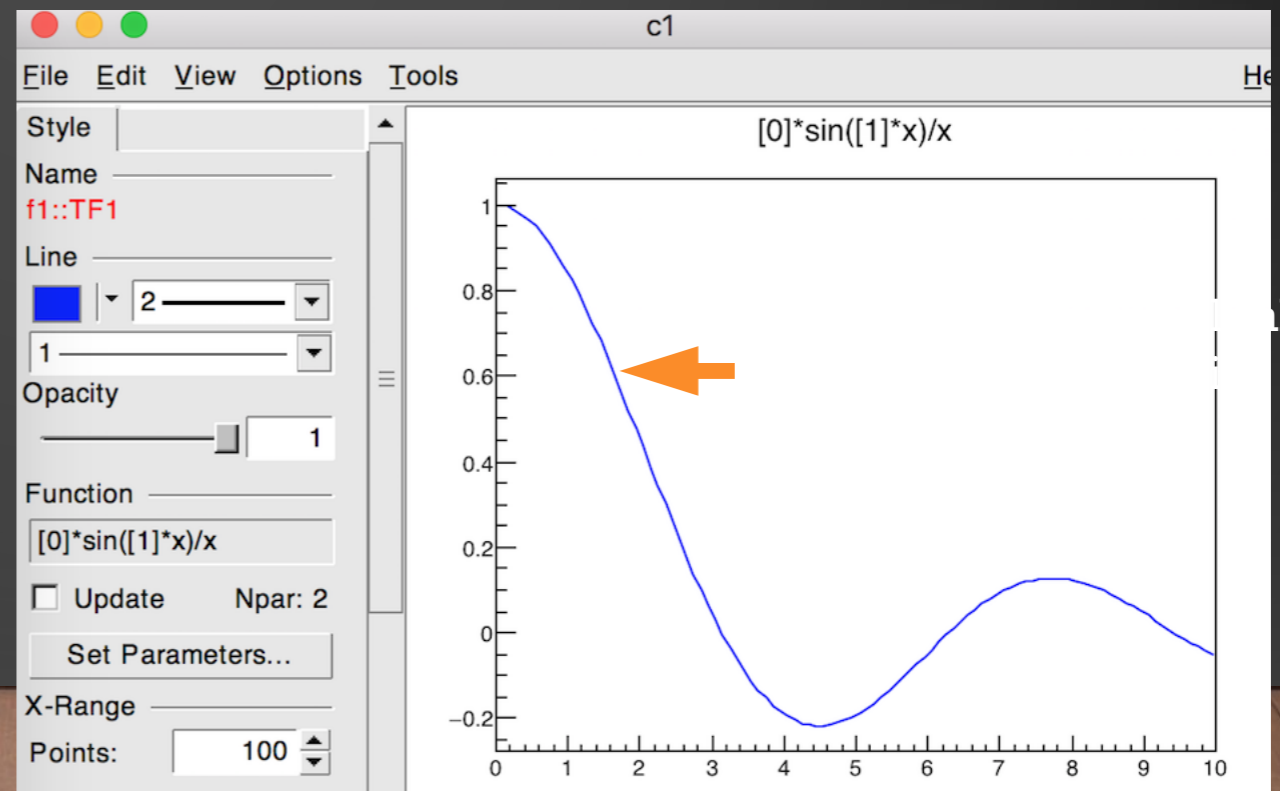 c1
File Edit View Options Tools
Style
Name
f1::TF1
Line
2
1
Opacity
1
Function
[0]*sin([1]*x)/x
Update Npar: 2
Set Parameters...
X-Range
Points: 100
[0]*sin([1]*x)/x
1
0.8
0.6
0.4
0.2
0
−0.2
0 1 2 3 4 5 6 7 8 9 10